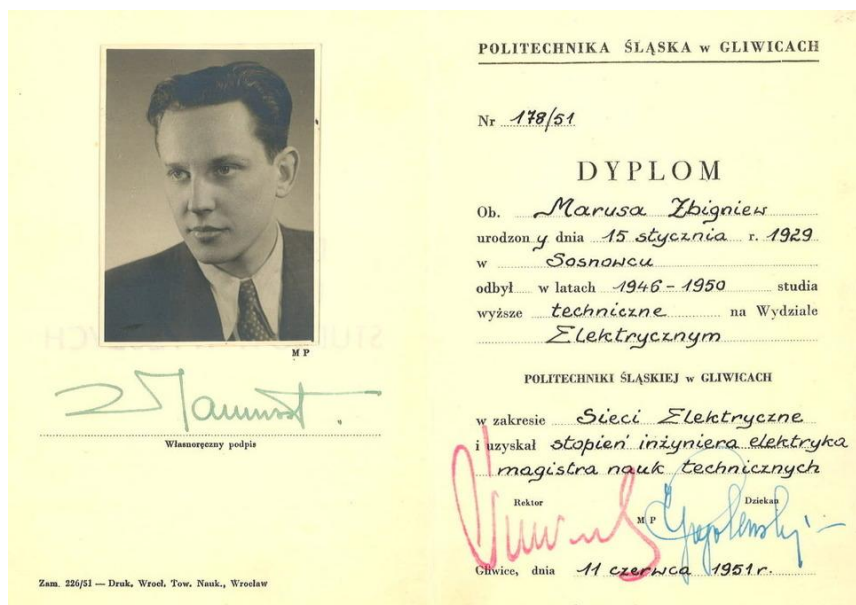 M P
Własnoręczny podpis
Zam. 226/51 — Druk. Wrocł. Tow. Nauk., Wrocław
POLITECHNIKA ŚLĄSKA w GLIWICACH
Nr 178/51
DYPLOM
Ob. Marusa Zbigniew
urodzony dnia 15 stycznia r. 1929
w Sosnowcu
odbył w latach 1946-1950 studia
wyższe techniczne na Wydziale
Elektrycznym
POLITECHNIKI ŚLĄSKIEJ w GLIWICACH
w zakresie Sieci Elektryczne
i uzyskał stopień inżyniera elektryka
magistra nauk technicznych
Rektor Dziekan
M P
Gliwice, dnia 11 czerwca 1951 r.